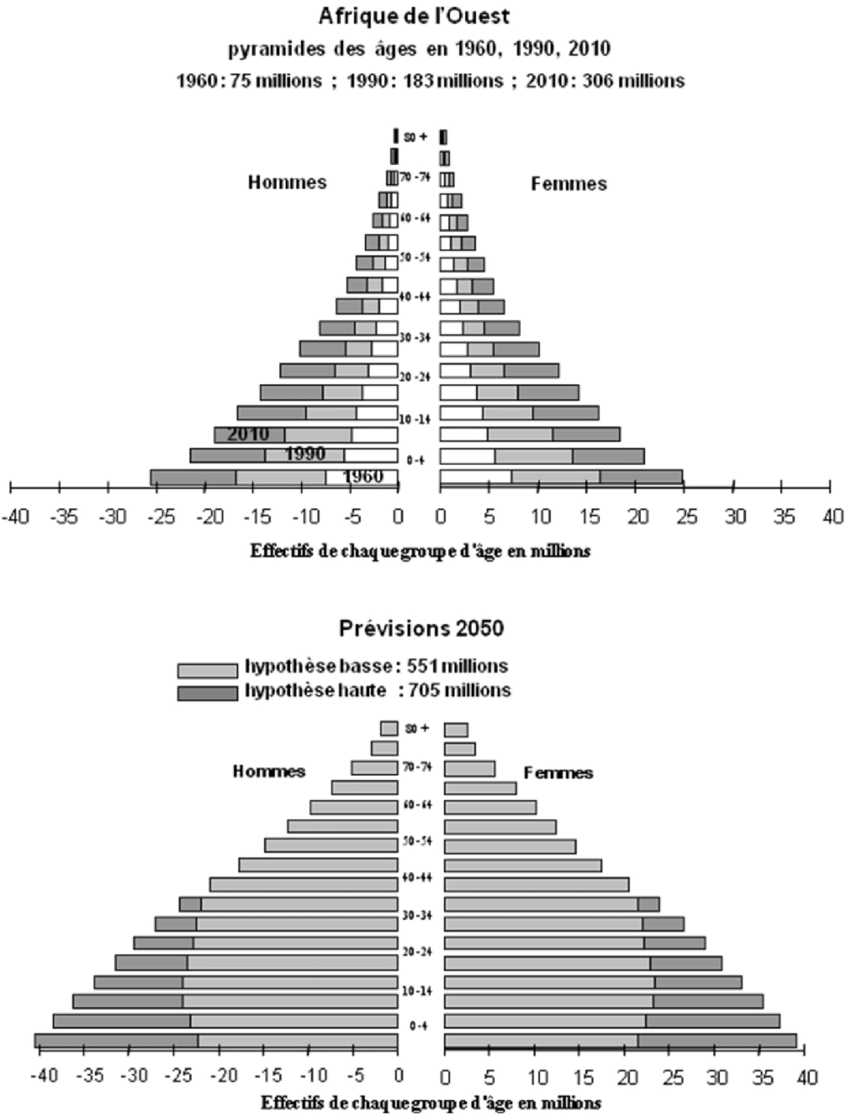 Afrique de l'Ouest
pyramides des âges en 1960, 1990, 2010
1960: 75 millions ; 1990: 183 millions ; 2010: 306 millions
80 +
Hommes
70 -74
Femmes
60 -64
50 -54
40 -44
30 -34
20 -24
10 -14
2010
1990
0-4
1960
-40 -35 -30 -25 -20 -15 -10 -5 0 0 5 10 15 20 25 30 35 40
Effectifs de chaque groupe d'âge en millions
Prévisions 2050
hypothèse basse : 551 millions
hypothèse haute : 705 millions
80 +
Hommes
70 -74
Femmes
60 -64
50 -54
40 -44
30 -34
20 -24
10 -14
0 -4
-40 -35 -30 -25 -20 -15 -10 -5 0 0 5 10 15 20 25 30 35 40
Effectifs de chaque groupe d'âge en millions